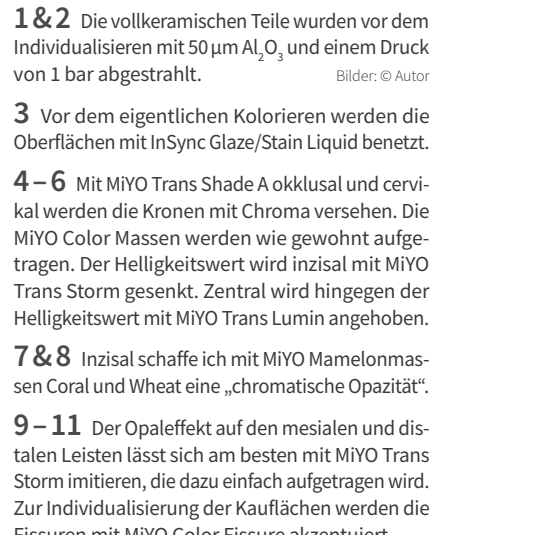 1 & 2 Die vollkeramischen Teile wurden vor dem
Individualisieren mit 50 µm Al₂O₃ und einem Druck
von 1 bar abgestrahlt. Bilder: © Autor
3 Vor dem eigentlichen Kolorieren werden die
Oberflächen mit InSync Glaze/Stain Liquid benetzt.
4 – 6 Mit MiYO Trans Shade A okklusal und cervi-
kal werden die Kronen mit Chroma versehen. Die
MiYO Color Massen werden wie gewohnt aufge-
tragen. Der Helligkeitswert wird inzisal mit MiYO
Trans Storm gesenkt. Zentral wird hingegen der
Helligkeitswert mit MiYO Trans Lumin angehoben.
7 & 8 Inzisal schaffe ich mit MiYO Mamelonmas-
sen Coral und Wheat eine „chromatische Opazität“.
9 – 11 Der Opaleffekt auf den mesialen und dis-
talen Leisten lässt sich am besten mit MiYO Trans
Storm imitieren, die dazu einfach aufgetragen wird.
Zur Individualisierung der Kauflächen werden die
Fissuren mit MiYO Color Fissure akzentuiert